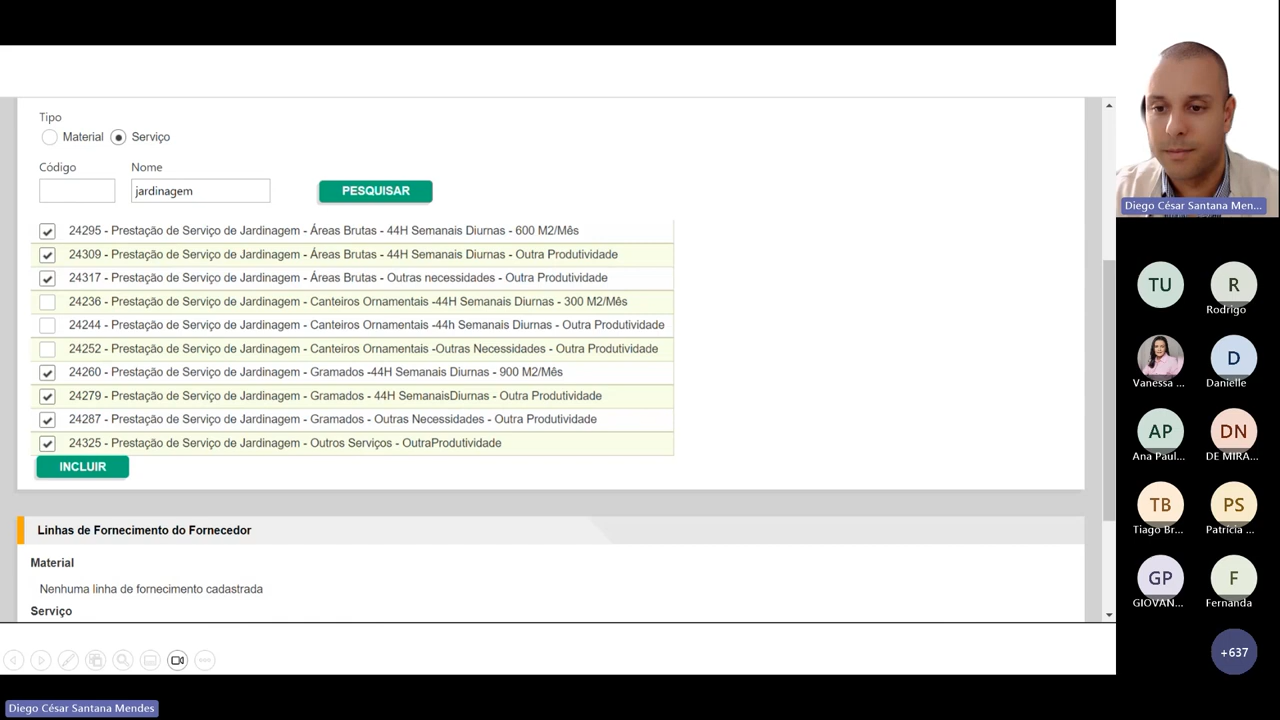 Tipo
Material Serviço
Código Nome
jardinagem PESQUISAR
24295 - Prestação de Serviço de Jardinagem - Áreas Brutas - 44H Semanais Diurnas - 600 M2/Mês
24309 - Prestação de Serviço de Jardinagem - Áreas Brutas - 44H Semanais Diurnas - Outra Produtividade
24317 - Prestação de Serviço de Jardinagem - Áreas Brutas - Outras necessidades - Outra Produtividade
24236 - Prestação de Serviço de Jardinagem - Canteiros Ornamentais -44H Semanais Diurnas - 300 M2/Mês
24244 - Prestação de Serviço de Jardinagem - Canteiros Ornamentais -44h Semanais Diurnas - Outra Produtividade
24252 - Prestação de Serviço de Jardinagem - Canteiros Ornamentais -Outras Necessidades - Outra Produtividade
24260 - Prestação de Serviço de Jardinagem - Gramados -44H Semanais Diurnas - 900 M2/Mês
24279 - Prestação de Serviço de Jardinagem - Gramados - 44H SemanaisDiurnas - Outra Produtividade
24287 - Prestação de Serviço de Jardinagem - Gramados - Outras Necessidades - Outra Produtividade
24325 - Prestação de Serviço de Jardinagem - Outros Serviços - OutraProdutividade
INCLUIR
Linhas de Fornecimento do Fornecedor
Material
Nenhuma linha de fornecimento cadastrada
Serviço
Diego César Santana Mendes
Diego César Santana Men...
TU R
Rodrigo
D
Vanessa ... Danielle
AP DN
Ana Paul... DE MIRA...
TB PS
Tiago Br... Patrícia ...
GP F
GIOVAN... Fernanda
+637